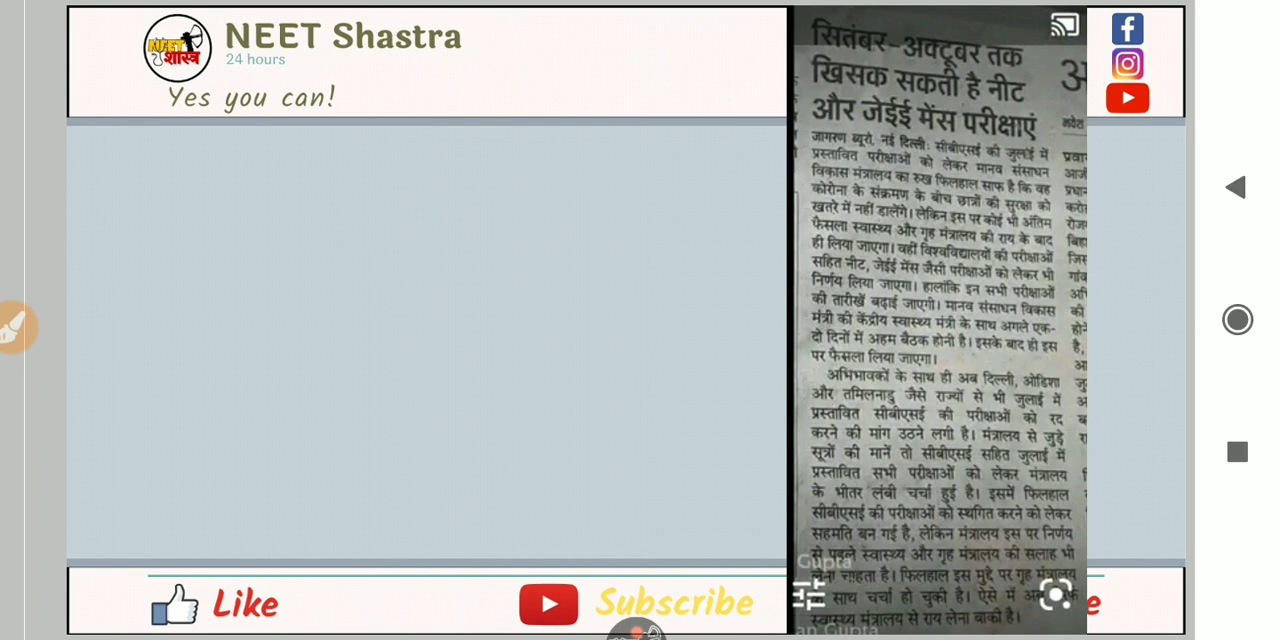 NEET
शास्त्र
NEET Shastra
24 hours
Yes you can!
सितंबर-अक्टूबर तक
खिसक सकती है नीट
और जेईई मेंस परीक्षाएं
जागरण ब्यूरो, नई दिल्ली: सीबीएसई की जुलाई में
प्रस्तावित परीक्षाओं को लेकर मानव संसाधन
विकास मंत्रालय का रुख फिलहाल साफ है कि वह
कोरोना के संक्रमण के बीच छात्रों की सुरक्षा को
खतरे में नहीं डालेंगे। लेकिन इस पर कोई भी अंतिम
फैसला स्वास्थ्य और गृह मंत्रालय की राय के बाद
ही लिया जाएगा। वहीं विश्वविद्यालयों की परीक्षाओं
सहित नीट, जेईई मेंस जैसी परीक्षाओं को लेकर भी
निर्णय लिया जाएगा। हालांकि इन सभी परीक्षाओं
की तारीखें बढ़ाई जाएगी। मानव संसाधन विकास
मंत्री की केंद्रीय स्वास्थ्य मंत्री के साथ अगले एक-
दो दिनों में अहम बैठक होनी है। इसके बाद ही इस
पर फैसला लिया जाएगा।
अभिभावकों के साथ ही अब दिल्ली, ओडिशा
और तमिलनाडु जैसे राज्यों से भी जुलाई में
प्रस्तावित सीबीएसई की परीक्षाओं को रद
करने की मांग उठने लगी है। मंत्रालय से जुड़े
सूत्रों की मानें तो सीबीएसई सहित जुलाई में
प्रस्तावित सभी परीक्षाओं को लेकर मंत्रालय
के भीतर लंबी चर्चा हुई है। इसमें फिलहाल
सीबीएसई की परीक्षाओं को स्थगित करने को लेकर
सहमति बन गई है, लेकिन मंत्रालय इस पर निर्णय
से पहले स्वास्थ्य और गृह मंत्रालय की सलाह भी
लेना चाहता है। फिलहाल इस मुद्दे पर गृह मंत्रालय
के साथ चर्चा हो चुकी है। ऐसे में
स्वास्थ्य मंत्रालय से राय लेना बाकी है।
Gupta
Gupta
Like
Subscribe